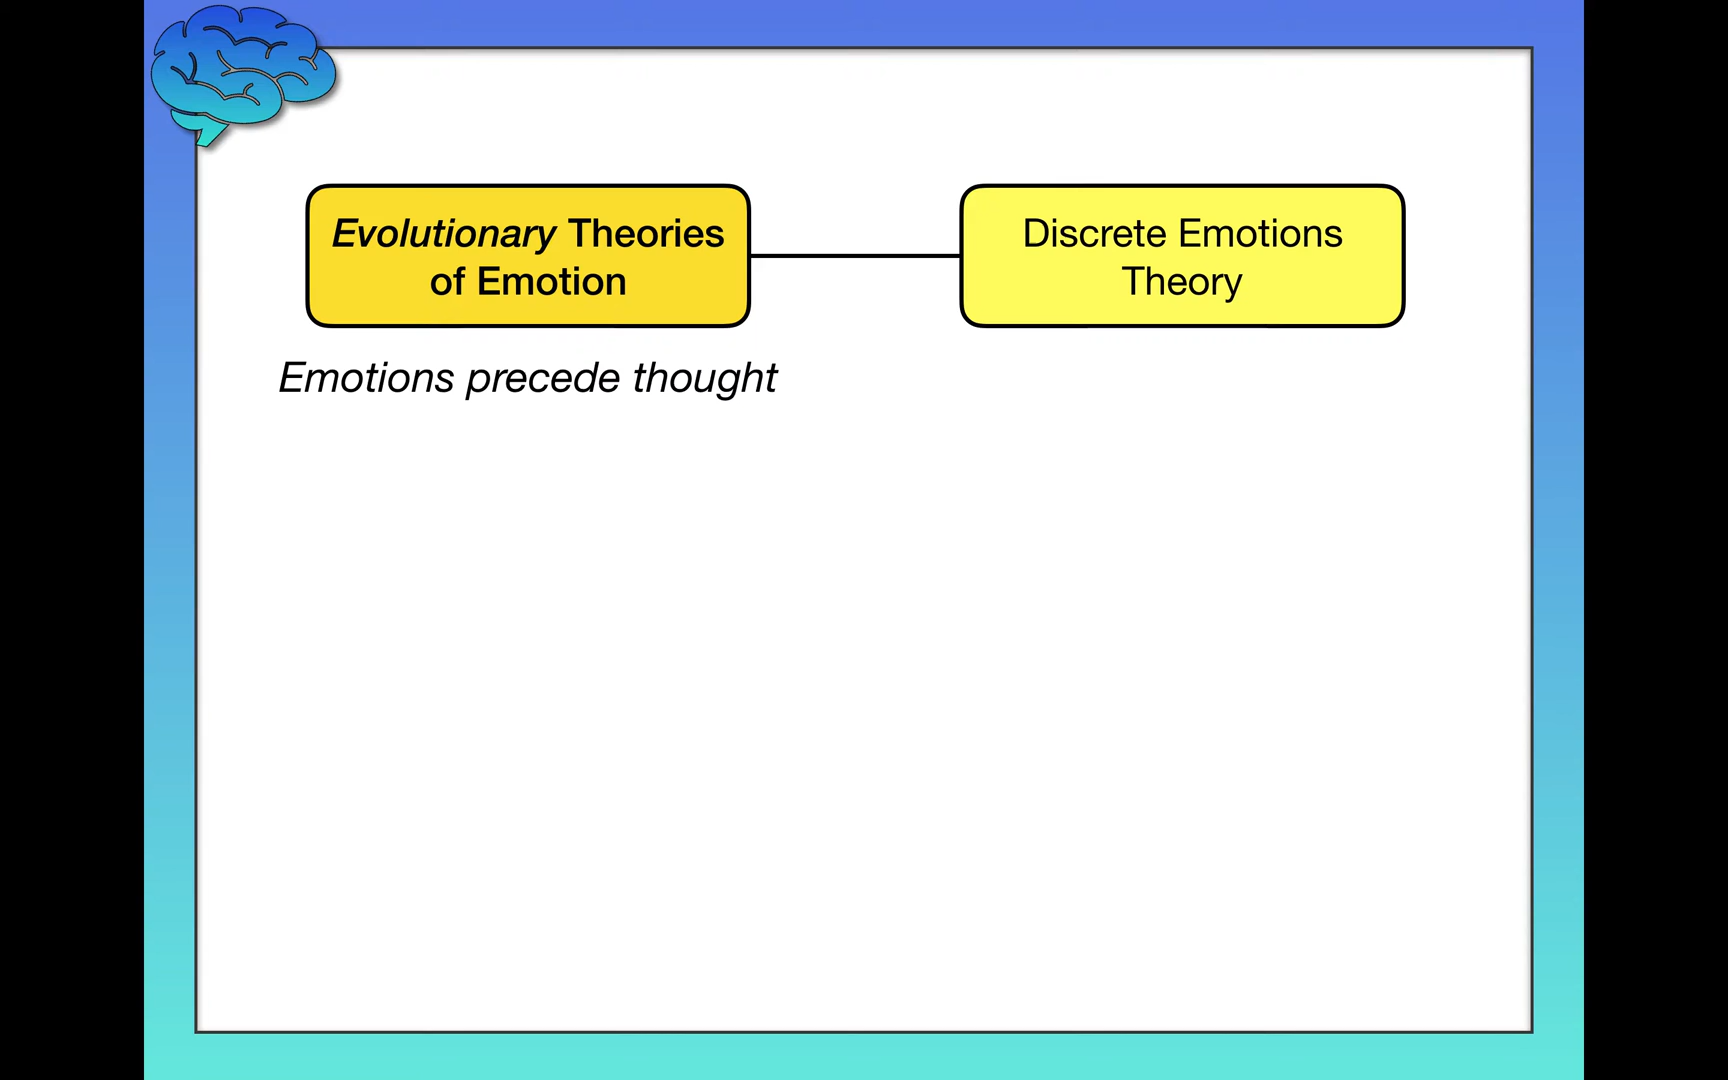 Evolutionary Theories
of Emotion
Discrete Emotions
Theory
Emotions precede thought